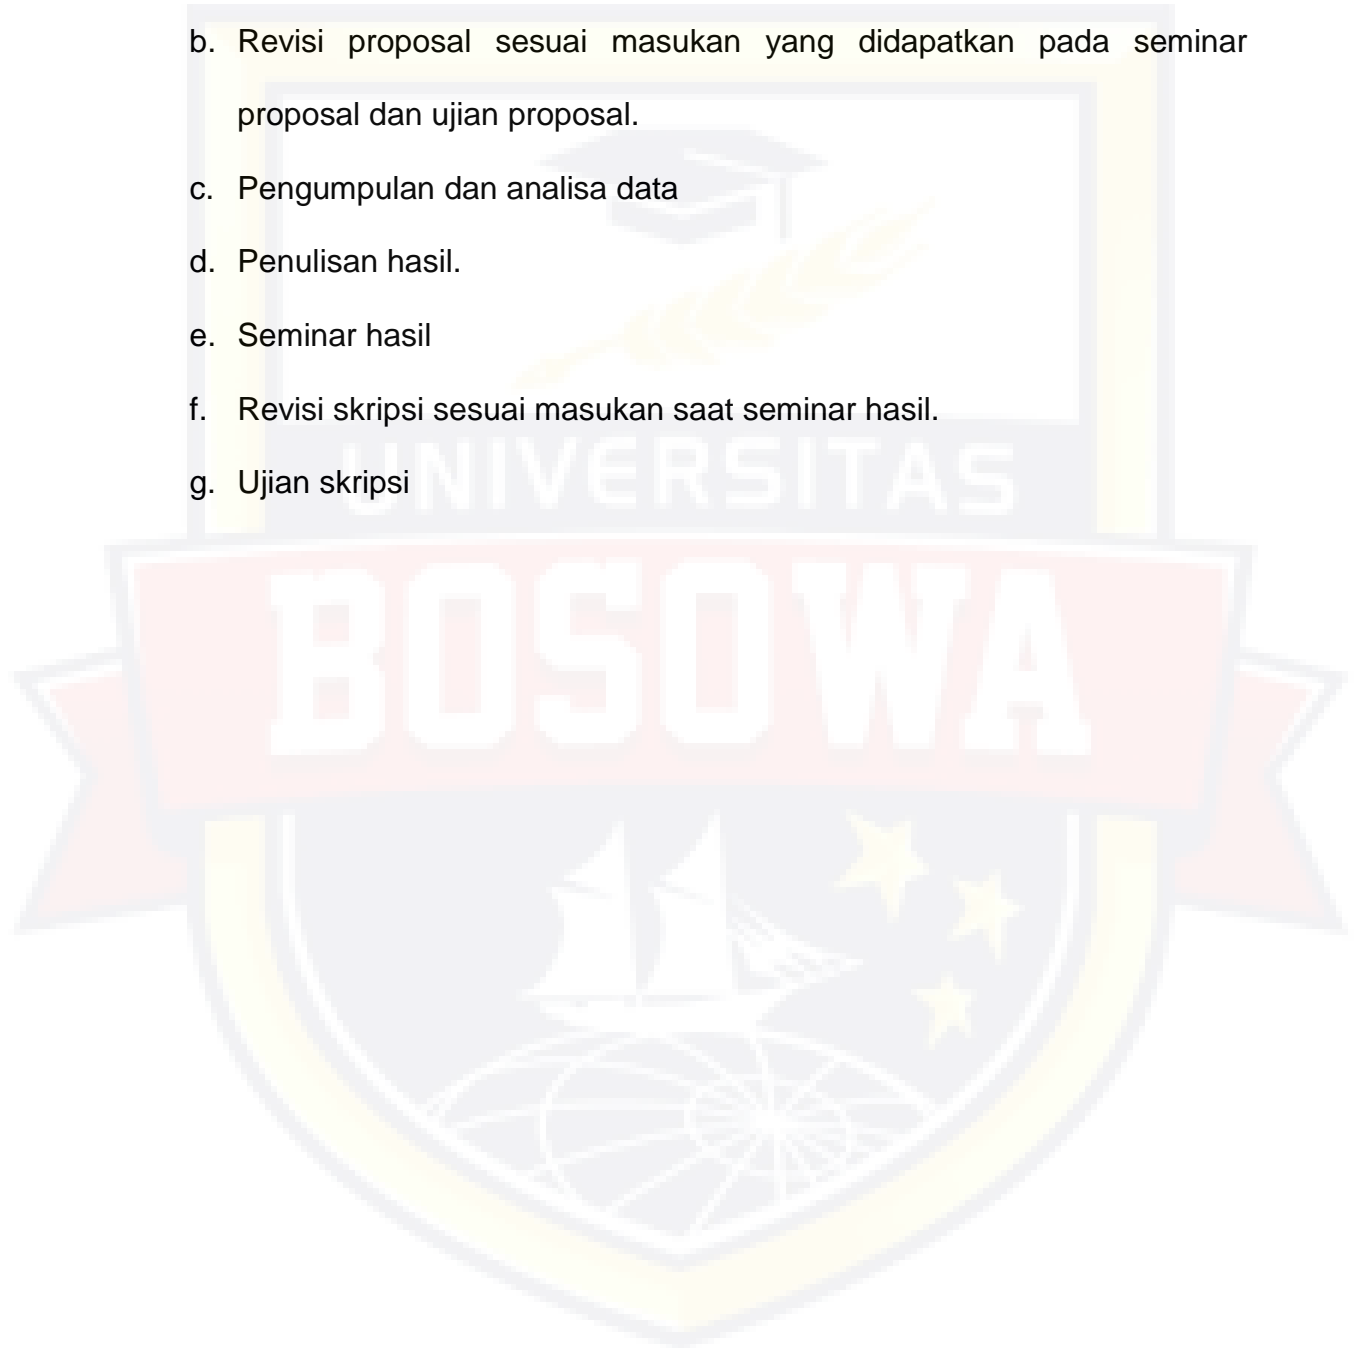 b. Revisi proposal sesuai masukan yang didapatkan pada seminar
proposal dan ujian proposal.
c. Pengumpulan dan analisa data
d. Penulisan hasil.
e. Seminar hasil
f. Revisi skripsi sesuai masukan saat seminar hasil.
g. Ujian skripsi
UNIVERSITAS
BOSOWA